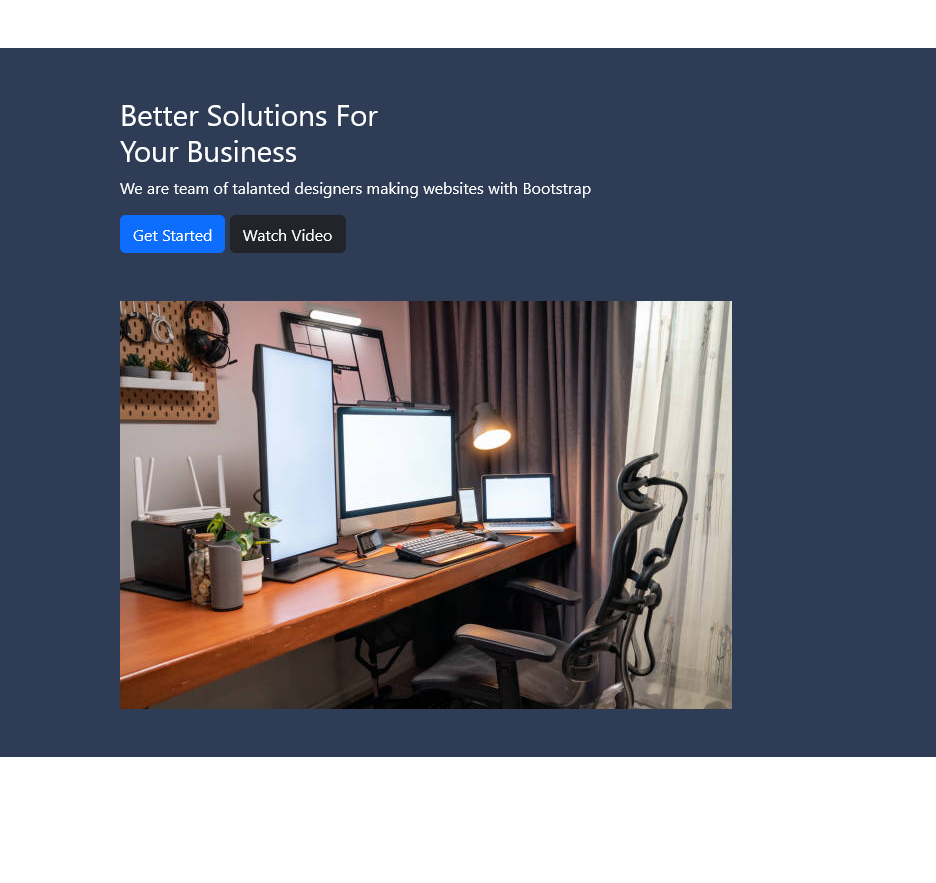 Better Solutions For
Your Business
We are team of talanted designers making websites with Bootstrap
Get Started
Watch Video